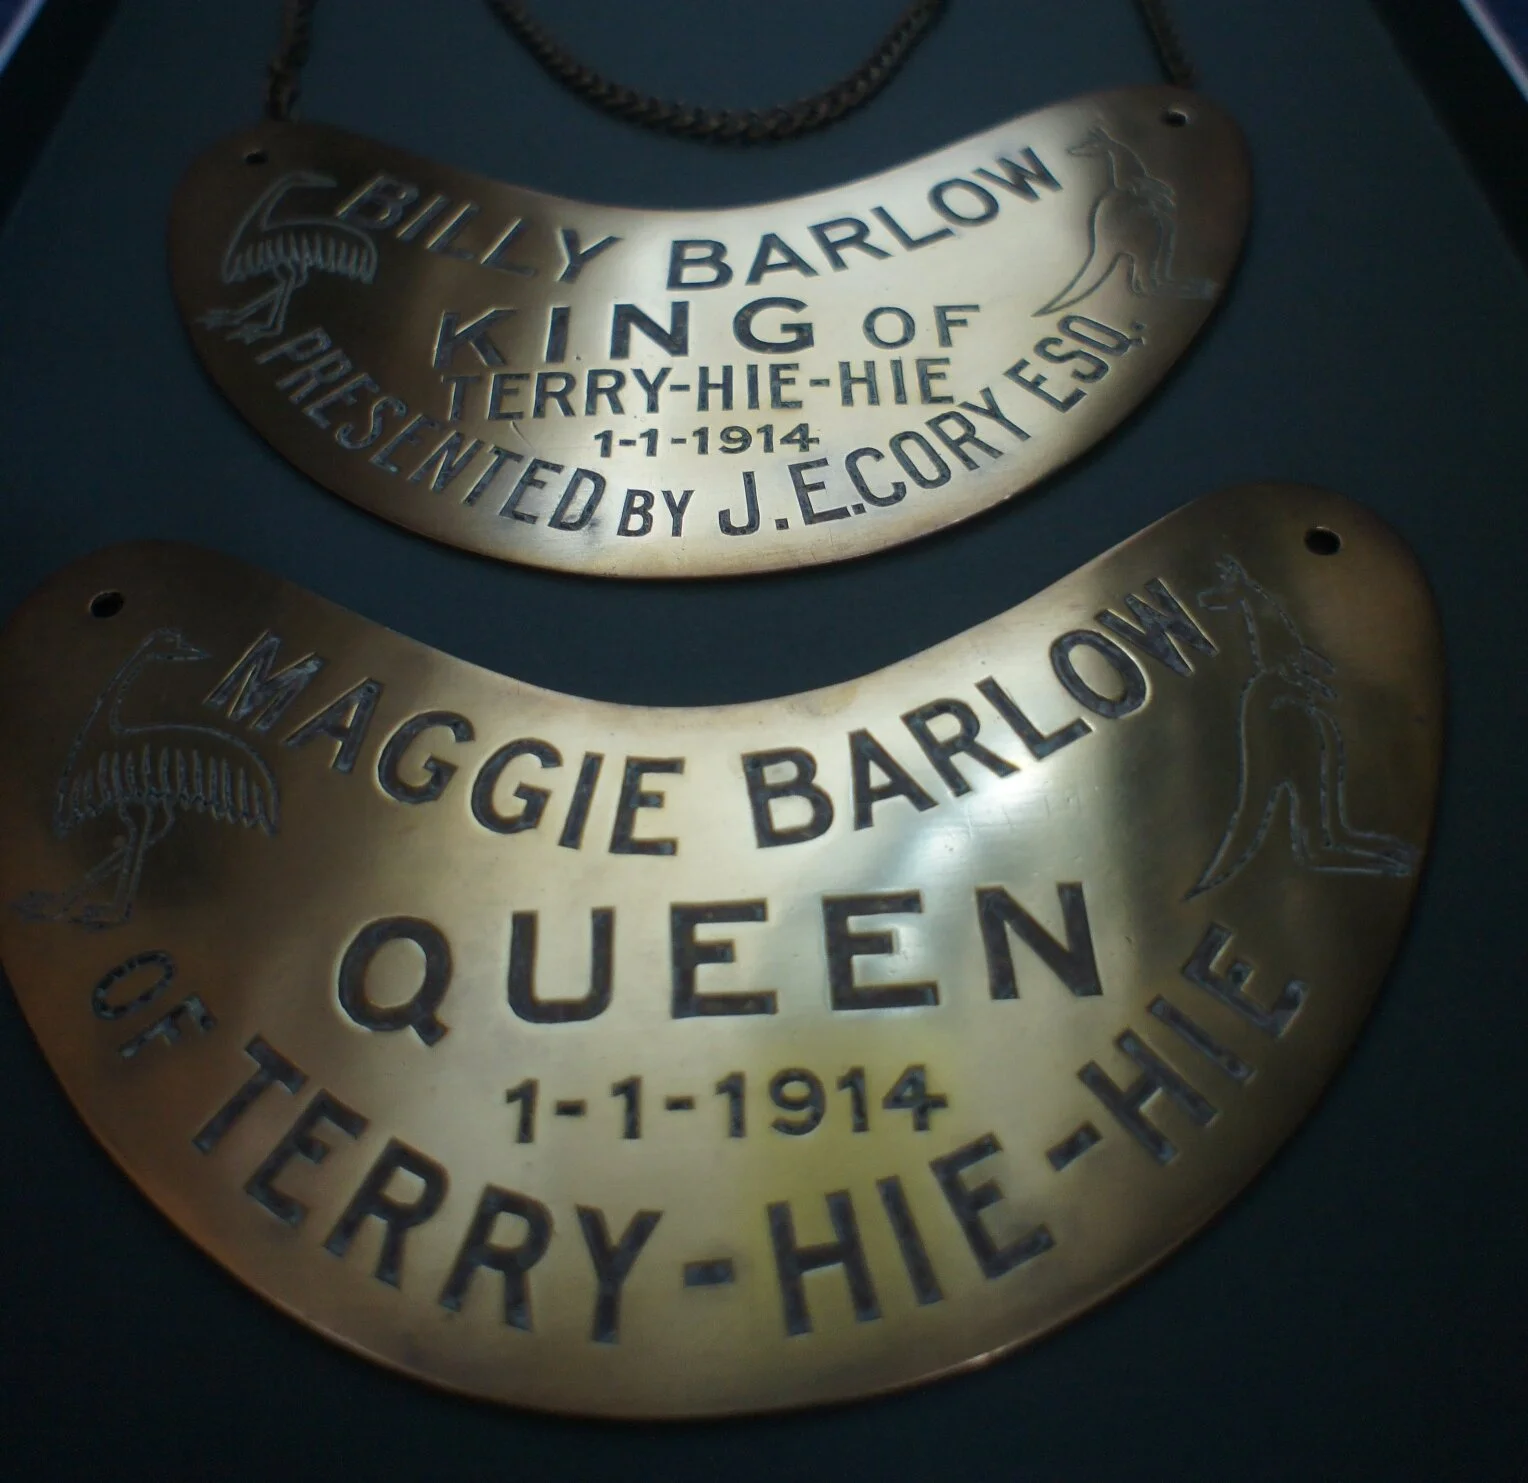 BILLY BARLOW
KING OF
TERRY-HIE-HIE
1-1-1914
PRESENTED BY J.E.CORY ESQ.
MAGGIE BARLOW
QUEEN
1-1-1914
OF TERRY-HIE-HIE